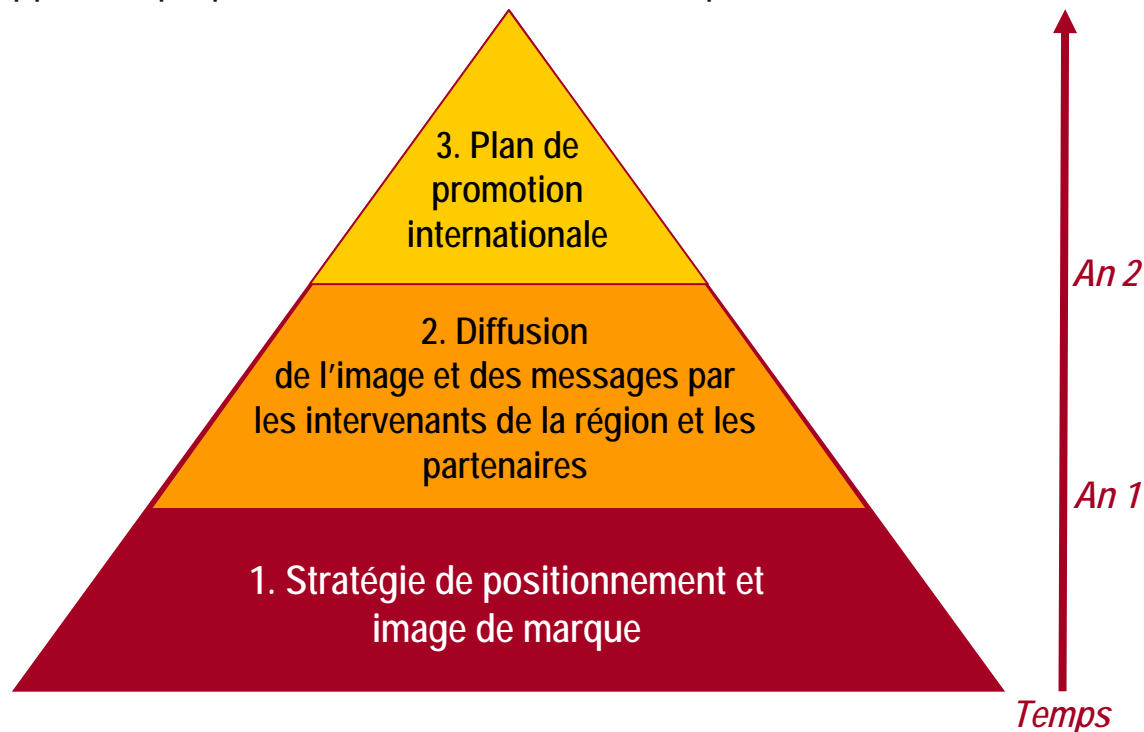 3. Plan de
promotion
internationale
An 2
2. Diffusion
de l'image et des messages par
les intervenants de la région et les
partenaires
An 1
1. Stratégie de positionnement et
image de marque
Temps